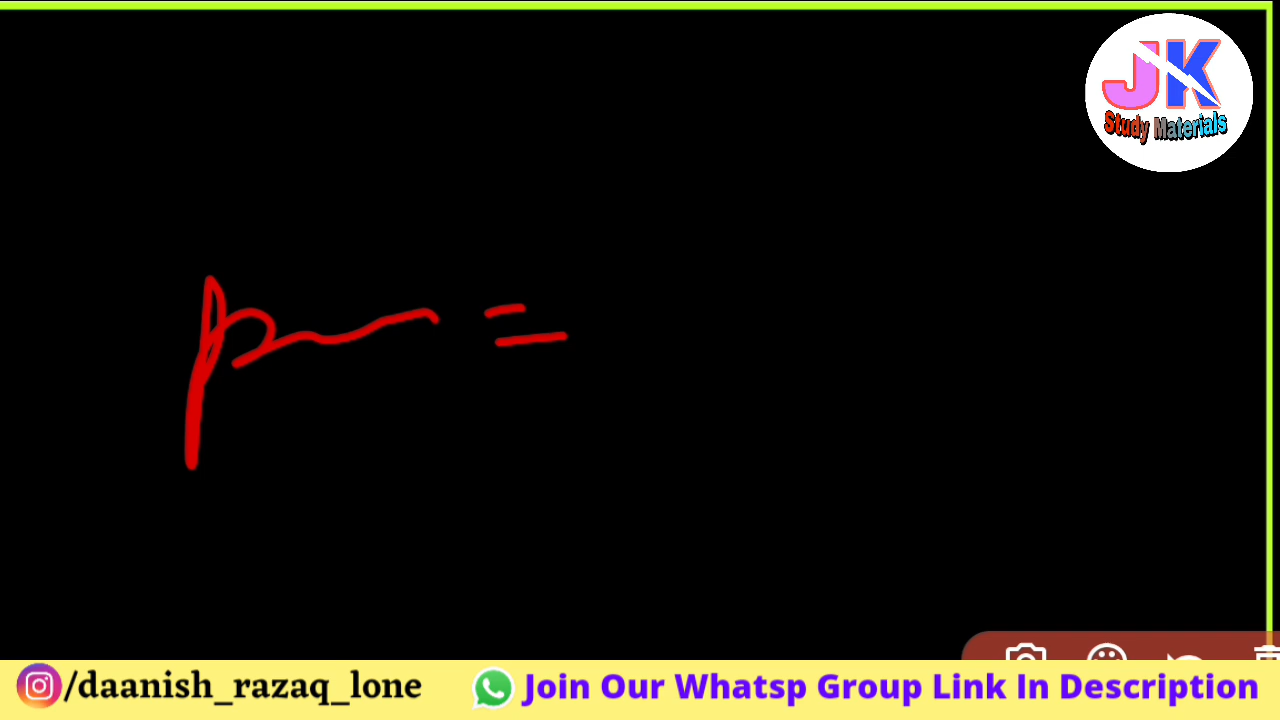 JK
Study Materials
=
/daanish_razaq_lone
Join Our Whatsp Group Link In Description